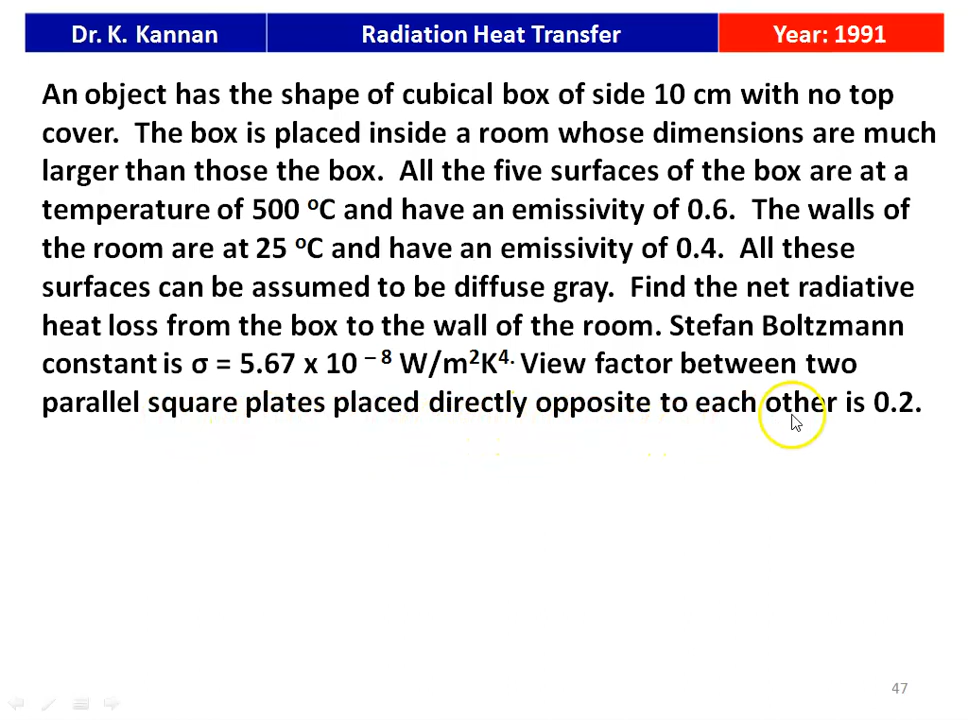 Dr. K. Kannan Radiation Heat Transfer Year: 1991
An object has the shape of cubical box of side 10 cm with no top
cover. The box is placed inside a room whose dimensions are much
larger than those the box. All the five surfaces of the box are at a
temperature of 500 ᵒC and have an emissivity of 0.6. The walls of
the room are at 25 ᵒC and have an emissivity of 0.4. All these
surfaces can be assumed to be diffuse gray. Find the net radiative
heat loss from the box to the wall of the room. Stefan Boltzmann
constant is σ = 5.67 x 10 ⁻ ⁸ W/m²K⁴· View factor between two
parallel square plates placed directly opposite to each other is 0.2.
47